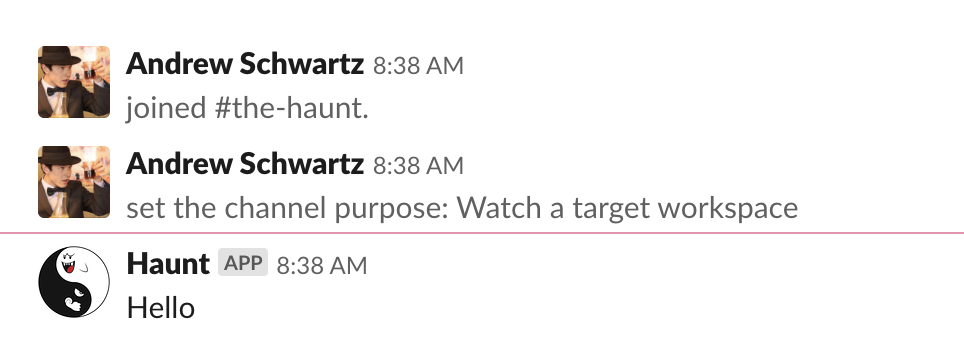 Andrew Schwartz 8:38 AM
joined #the-haunt.
Andrew Schwartz 8:38 AM
set the channel purpose: Watch a target workspace
Haunt APP 8:38 AM
Hello